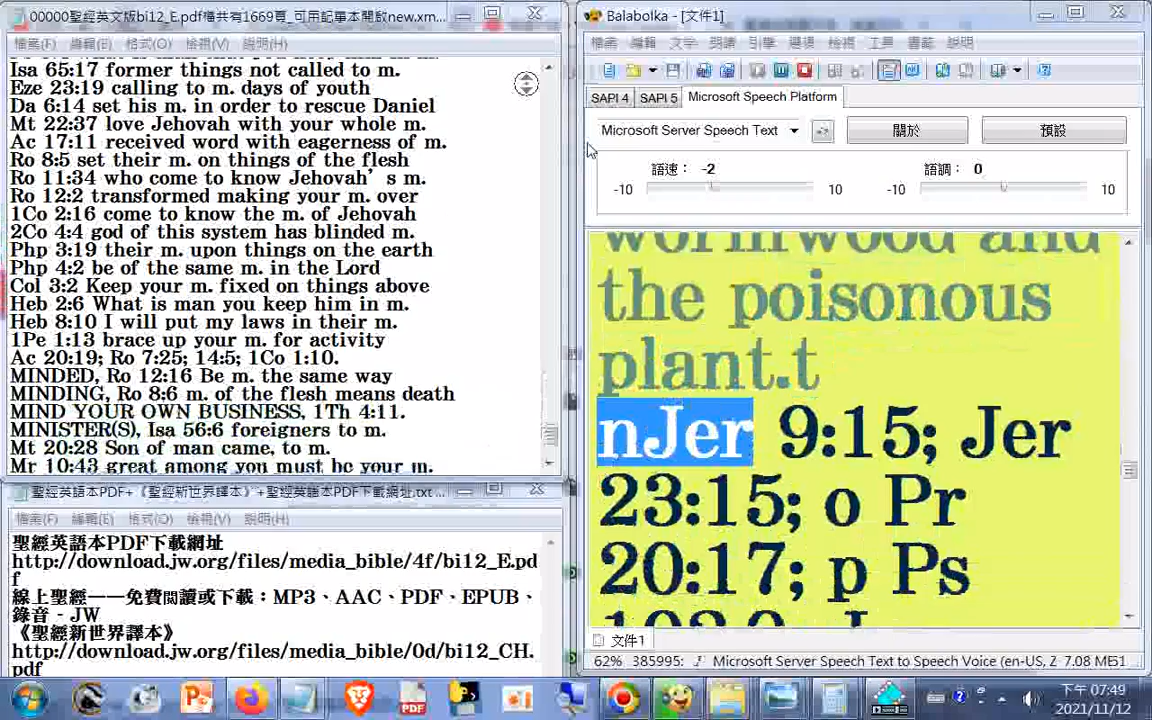 00000聖經英文版bi12_E.pdf檔共有1669頁_可用記事本開啟new.xm...
檔案(F) 編輯(E) 格式(O) 檢視(V) 說明(H)
Isa 65:17 former things not called to m.
Eze 23:19 calling to m. days of youth
Da 6:14 set his m. in order to rescue Daniel
Mt 22:37 love Jehovah with your whole m.
Ac 17:11 received word with eagerness of m.
Ro 8:5 set their m. on things of the flesh
Ro 11:34 who come to know Jehovah’s m.
Ro 12:2 transformed making your m. over
1Co 2:16 come to know the m. of Jehovah
2Co 4:4 god of this system has blinded m.
Php 3:19 their m. upon things on the earth
Php 4:2 be of the same m. in the Lord
Col 3:2 Keep your m. fixed on things above
Heb 2:6 What is man you keep him in m.
Heb 8:10 I will put my laws in their m.
1Pe 1:13 brace up your m. for activity
Ac 20:19; Ro 7:25; 14:5; 1Co 1:10.
MINDED, Ro 12:16 Be m. the same way
MINDING, Ro 8:6 m. of the flesh means death
MIND YOUR OWN BUSINESS, 1Th 4:11.
MINISTER(S), Isa 56:6 foreigners to m.
Mt 20:28 Son of man came, to m.
Mr 10:43 great among you must be your m.
聖經英語本PDF+《聖經新世界譯本》+聖經英語本PDF下載網址.txt ...
檔案(F) 編輯(E) 格式(O) 檢視(V) 說明(H)
聖經英語本PDF下載網址
http://download.jw.org/files/media_bible/4f/bi12_E.pd
f
線上聖經——免費閱讀或下載：MP3、AAC、PDF、EPUB、
錄音 - JW
《聖經新世界譯本》
http://download.jw.org/files/media_bible/0d/bi12_CH.
pdf
Balabolka - [文件1]
檔案 編輯 文字 朗讀 引擎 選項 檢視 工具 書籤 說明
SAPI 4 SAPI 5 Microsoft Speech Platform
Microsoft Server Speech Text 關於 預設
語速： -2 語調： 0
-10 10 -10 10
wormwood and
the poisonous
plant.t
nJer 9:15; Jer
23:15; o Pr
20:17; p Ps
文件1
62% 385995: Microsoft Server Speech Text to Speech Voice (en-US, Z 7.08 ME51
下午 07:49
2021/11/12